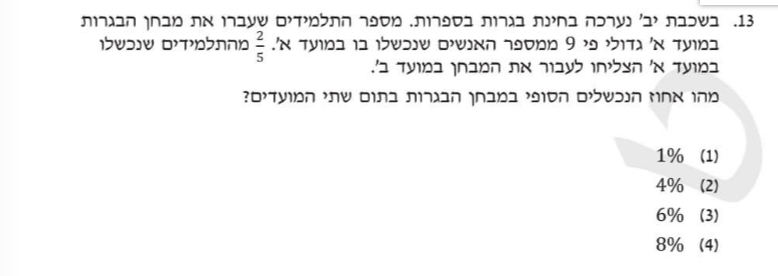 13. בשכבת יב' נערכה בחינת בגרות בספרות. מספר התלמידים שעברו את מבחן הבגרות
במועד א' גדולי פי 9 ממספר האנשים שנכשלו בו במועד א'. 2/5 מהתלמידים שנכשלו
במועד א' הצליחו לעבור את המבחן במועד ב'.
מהו אחוז הנכשלים הסופי במבחן הבגרות בתום שתי המועדים?
(1) 1%
(2) 4%
(3) 6%
(4) 8%